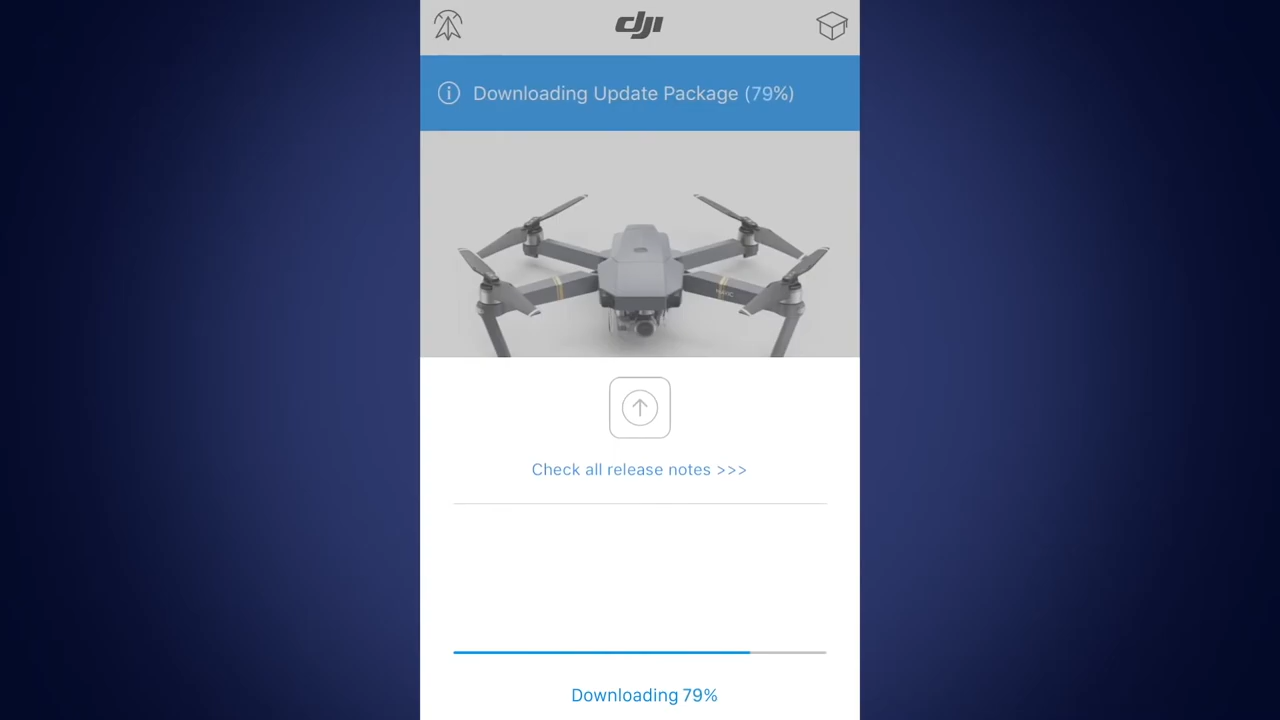 dji
Downloading Update Package (79%)
Check all release notes >>>
Downloading 79%